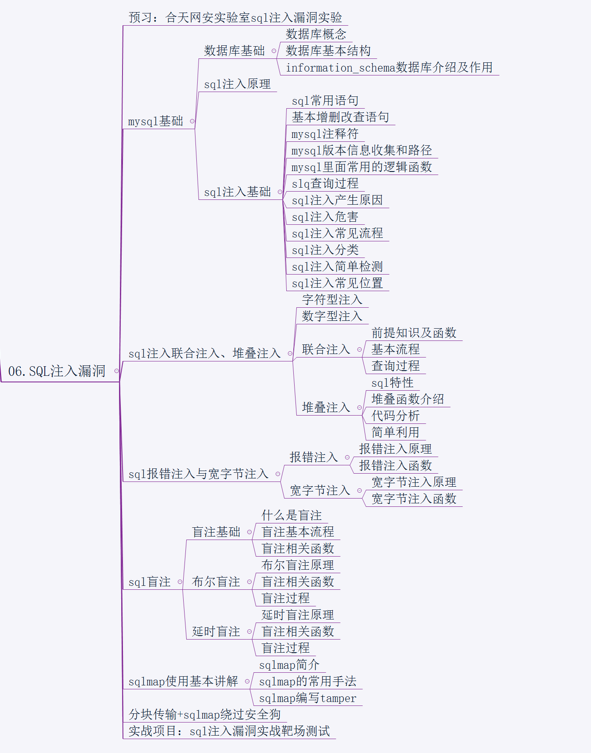 06.SQL注入漏洞
预习：合天网安实验室sql注入漏洞实验
mysql基础
数据库基础
数据库概念
数据库基本结构
information_schema数据库介绍及作用
sql注入原理
sql注入基础
sql常用语句
基本增删改查语句
mysql注释符
mysql版本信息收集和路径
mysql里面常用的逻辑函数
slq查询过程
sql注入产生原因
sql注入危害
sql注入常见流程
sql注入分类
sql注入简单检测
sql注入常见位置
sql注入联合注入、堆叠注入
字符型注入
数字型注入
联合注入
前提知识及函数
基本流程
查询过程
堆叠注入
sql特性
堆叠函数介绍
代码分析
简单利用
sql报错注入与宽字节注入
报错注入
报错注入原理
报错注入函数
宽字节注入
宽字节注入原理
宽字节注入函数
sql盲注
盲注基础
什么是盲注
盲注基本流程
盲注相关函数
布尔盲注
布尔盲注原理
盲注相关函数
盲注过程
延时盲注
延时盲注原理
盲注相关函数
盲注过程
sqlmap使用基本讲解
sqlmap简介
sqlmap的常用手法
sqlmap编写tamper
分块传输+sqlmap绕过安全狗
实战项目：sql注入漏洞实战靶场测试